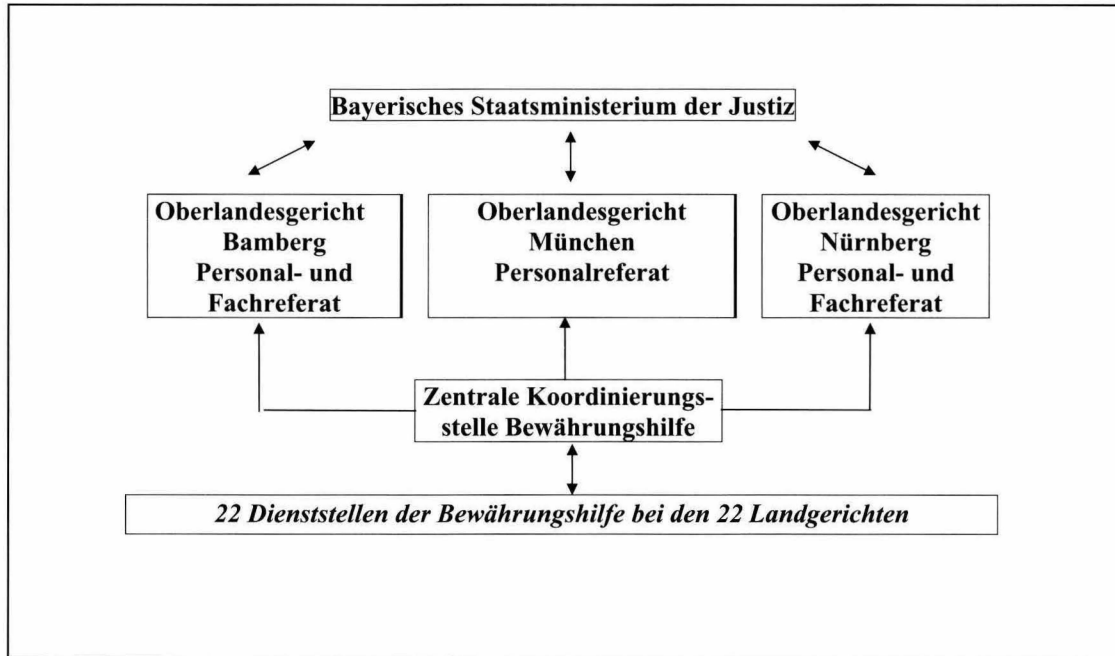 Bayerisches Staatsministerium der Justiz
Oberlandesgericht
Bamberg
Personal- und
Fachreferat
Oberlandesgericht
München
Personalreferat
Oberlandesgericht
Nürnberg
Personal- und
Fachreferat
Zentrale Koordinierungs-
stelle Bewährungshilfe
22 Dienststellen der Bewährungshilfe bei den 22 Landgerichten